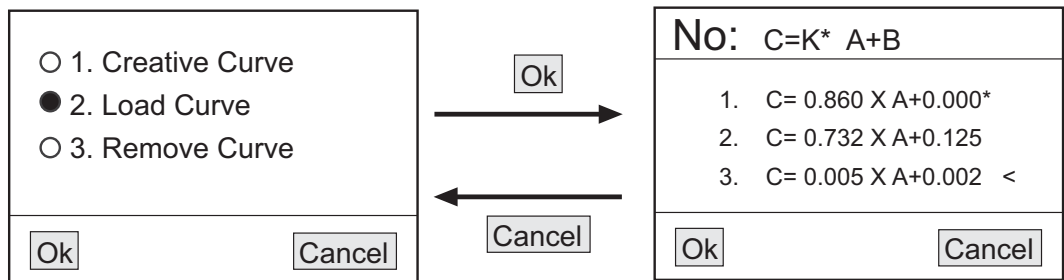 1. Creative Curve
2. Load Curve
3. Remove Curve
Ok Cancel
Ok
Cancel
No: C=K* A+B
1. C= 0.860 X A+0.000*
2. C= 0.732 X A+0.125
3. C= 0.005 X A+0.002 <
Ok Cancel